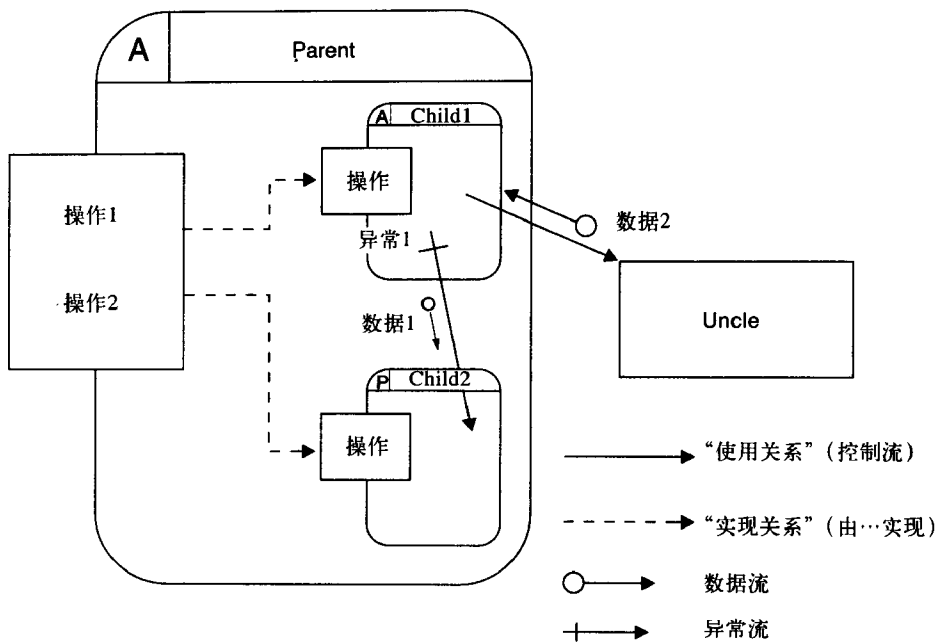 A
Parent
A
Child1
操作
操作1
操作2
异常1
数据2
数据1
Uncle
P
Child2
操作
“使用关系”（控制流）
“实现关系”（由…实现）
数据流
异常流